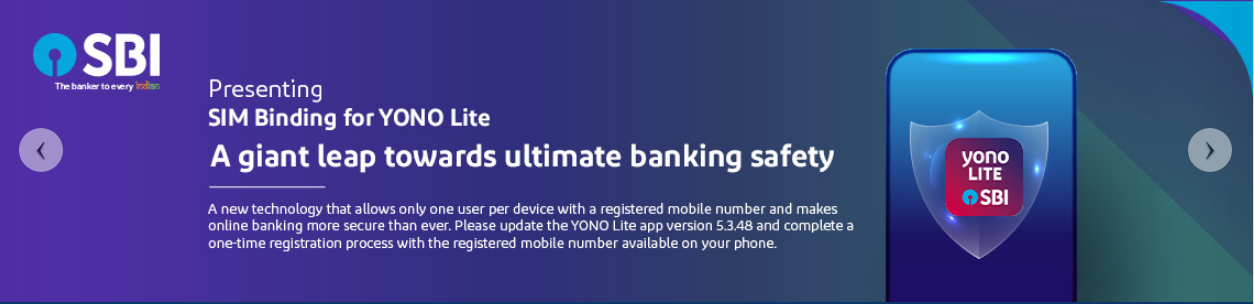 SBI
The banker to every Indian
Presenting
SIM Binding for YONO Lite
A giant leap towards ultimate banking safety
A new technology that allows only one user per device with a registered mobile number and makes
online banking more secure than ever. Please update the YONO Lite app version 5.3.48 and complete a
one-time registration process with the registered mobile number available on your phone.
yono
LITE
SBI